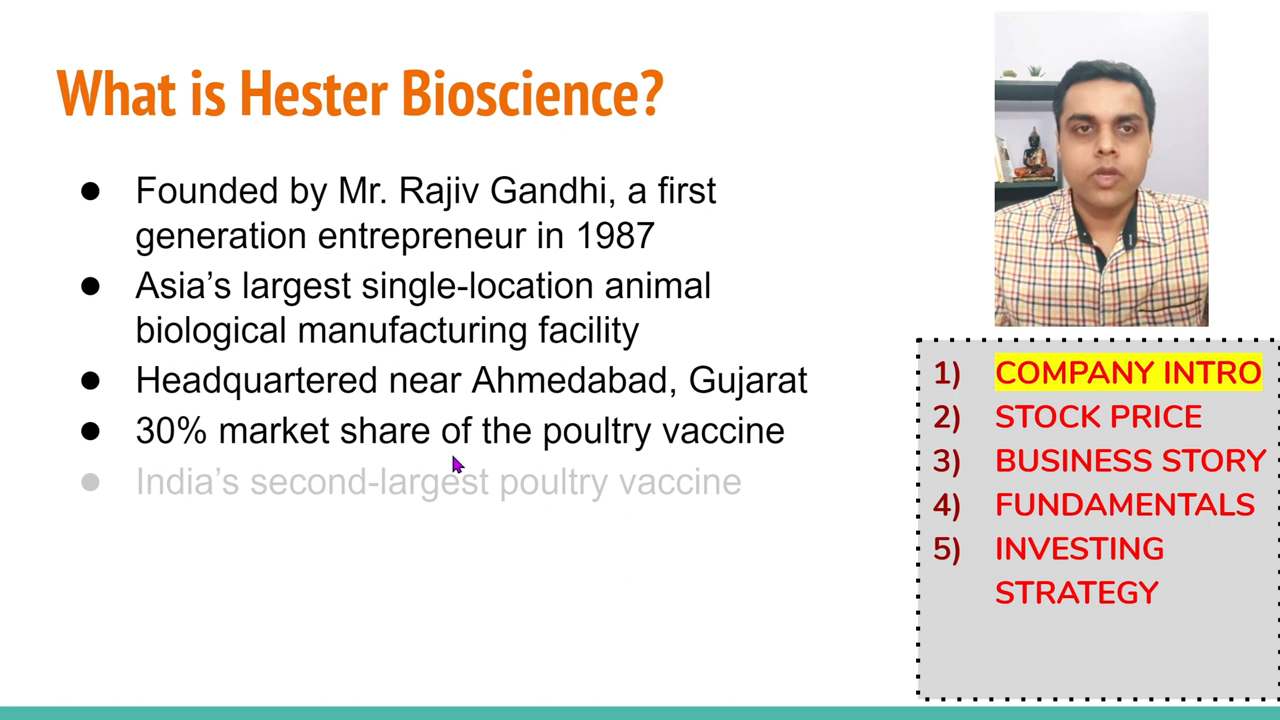 What is Hester Bioscience?
● Founded by Mr. Rajiv Gandhi, a first
generation entrepreneur in 1987
● Asia's largest single-location animal
biological manufacturing facility
● Headquartered near Ahmedabad, Gujarat
● 30% market share of the poultry vaccine
● India's second-largest poultry vaccine
1) COMPANY INTRO
2) STOCK PRICE
3) BUSINESS STORY
4) FUNDAMENTALS
5) INVESTING
STRATEGY